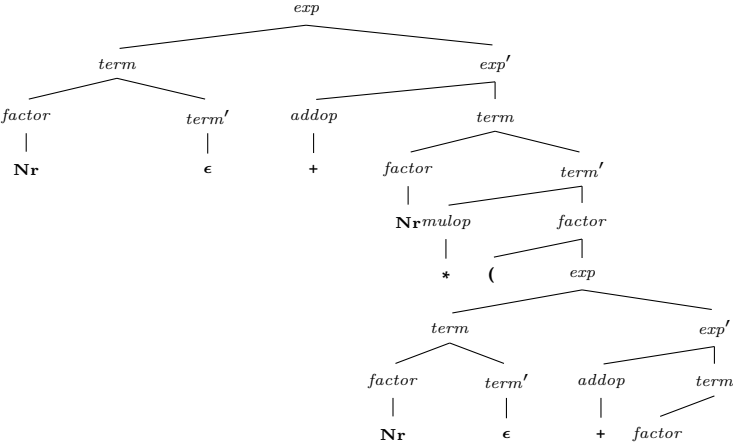 exp
term exp′
factor term′ addop term
Nr ϵ + factor term′
Nr mulop factor
* ( exp
term exp′
factor term′ addop term
Nr ϵ + factor